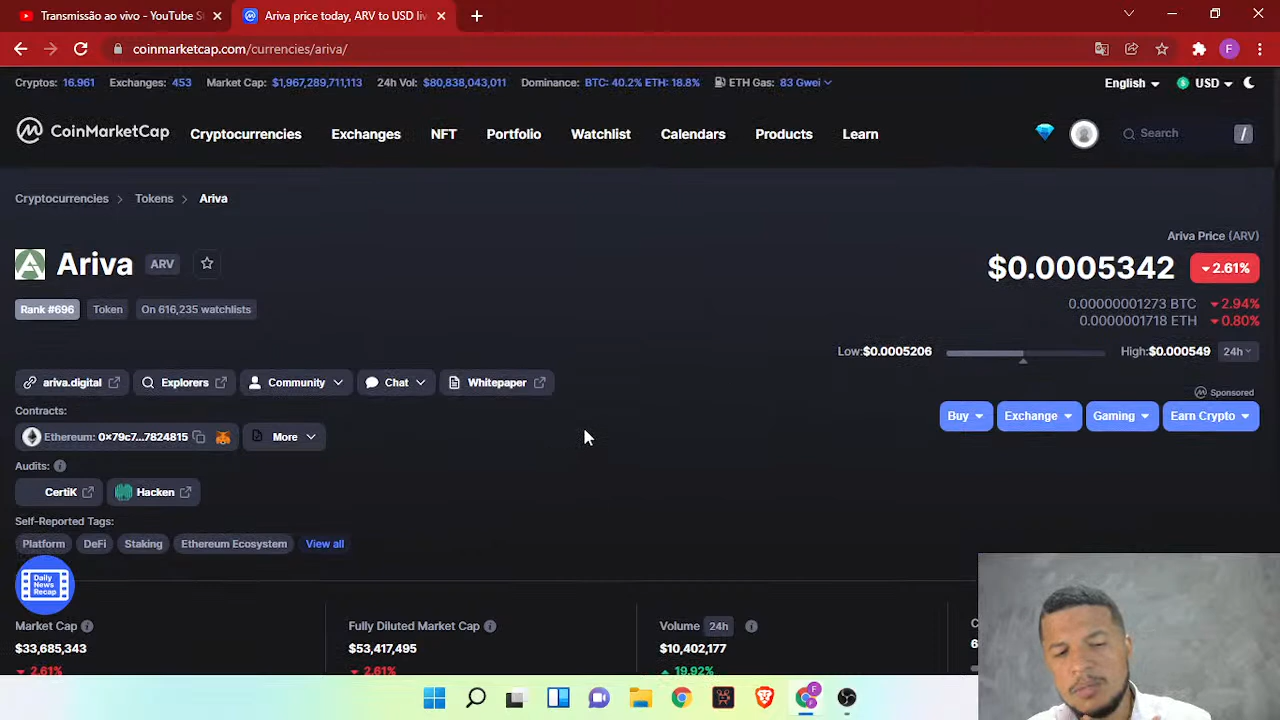 Transmissão ao vivo - YouTube S
Ariva price today, ARV to USD liv
coinmarketcap.com/currencies/ariva/
F
Cryptos: 16.961 Exchanges: 453 Market Cap: $1,967,289,711,113 24h Vol: $80,838,043,011 Dominance: BTC: 40.2% ETH: 18.8% ETH Gas: 83 Gwei
English USD
CoinMarketCap
Cryptocurrencies Exchanges NFT Portfolio Watchlist Calendars Products Learn
Search /
Cryptocurrencies > Tokens > Ariva
Ariva Price (ARV)
Ariva ARV
$0.0005342 2.61%
Rank #696 Token On 616,235 watchlists
0.00000001273 BTC 2.94%
0.0000001718 ETH 0.80%
Low:$0.0005206 High:$0.000549 24h
ariva.digital Explorers Community Chat Whitepaper
Sponsored
Contracts:
Buy Exchange Gaming Earn Crypto
Ethereum: 0x79c7...7824815 More
Audits:
CertiK Hacken
Self-Reported Tags:
Platform DeFi Staking Ethereum Ecosystem View all
Daily
News
Recap
Market Cap Fully Diluted Market Cap Volume 24h
$33,685,343 $53,417,495 $10,402,177
2.61% 2.61% 19.92%